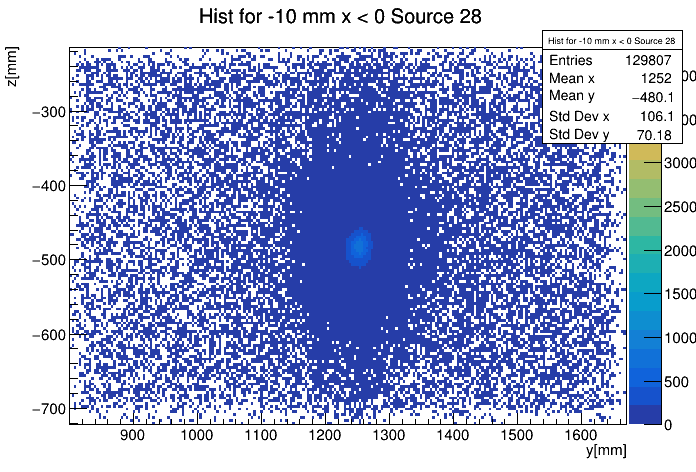 Hist for -10 mm x < 0 Source 28
Hist for -10 mm x < 0 Source 28
Entries 129807
Mean x 1252
Mean y −480.1
Std Dev x 106.1
Std Dev y 70.18
z[mm]
−300
−400
−500
−600
−700
900 1000 1100 1200 1300 1400 1500 1600
y[mm]
3000
2500
2000
1500
1000
500
0